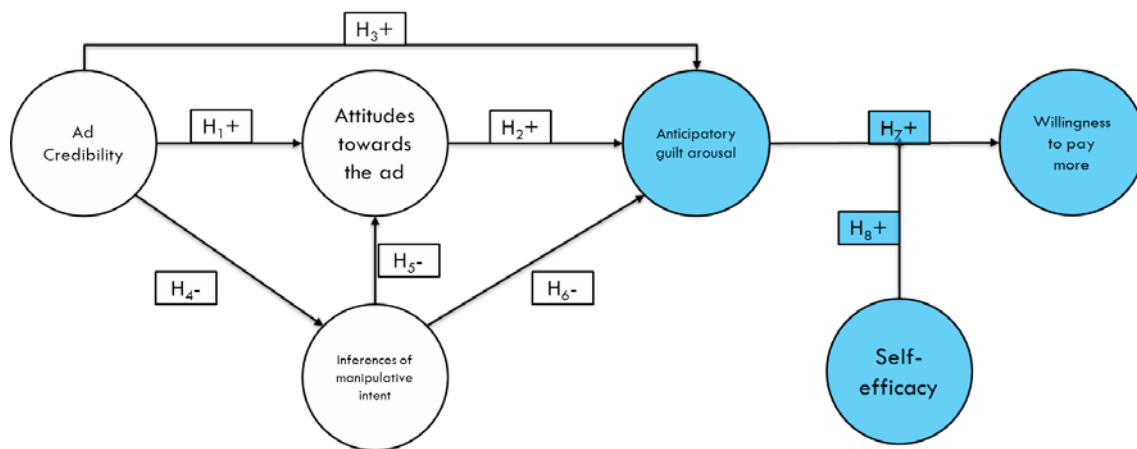 H₃+
Ad
Credibility
H₁+
Attitudes
towards
the ad
H₂+
Anticipatory
guilt arousal
H₇+
Willingness
to pay
more
H₈+
H₄-
H₅-
H₆-
Inferences of
manipulative
intent
Self-
efficacy